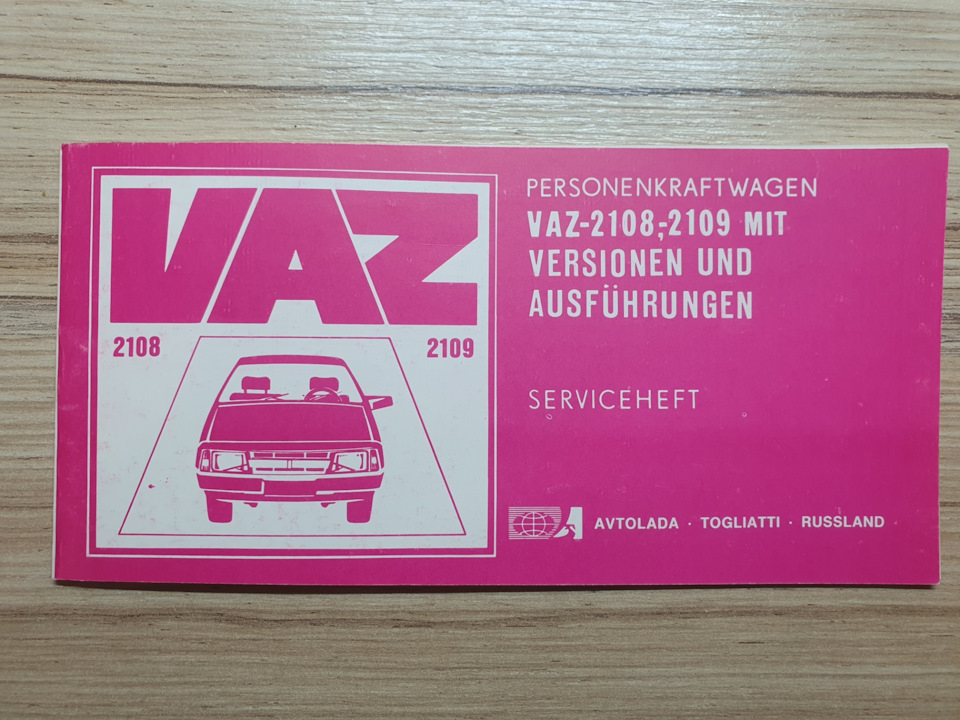 VAZ
2108 2109
PERSONENKRAFTWAGEN
VAZ-2108,-2109 MIT
VERSIONEN UND
AUSFÜHRUNGEN
SERVICEHEFT
AVTOLADA · TOGLIATTI · RUSSLAND